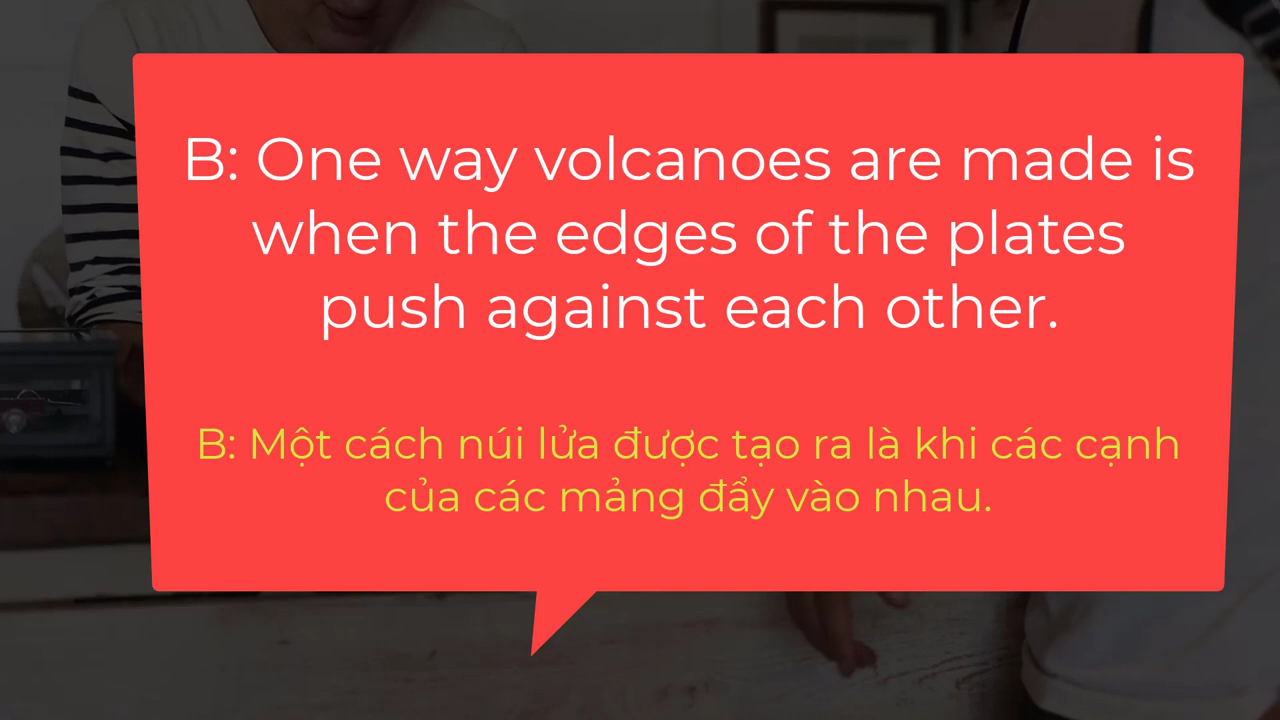 B: One way volcanoes are made is
when the edges of the plates
push against each other.
B: Một cách núi lửa được tạo ra là khi các cạnh
của các mảng đẩy vào nhau.